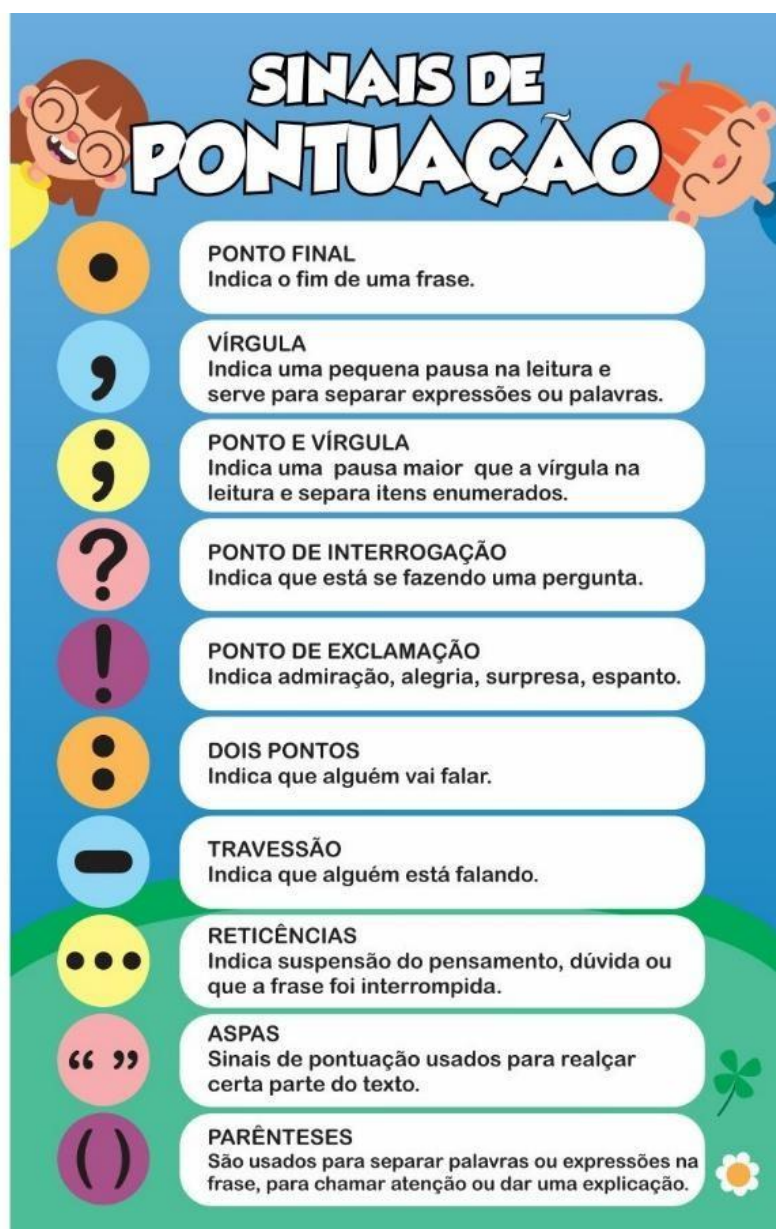 SINAIS DE
PONTUAÇÃO
.
PONTO FINAL
Indica o fim de uma frase.
,
VÍRGULA
Indica uma pequena pausa na leitura e
serve para separar expressões ou palavras.
;
PONTO E VÍRGULA
Indica uma pausa maior que a vírgula na
leitura e separa itens enumerados.
?
PONTO DE INTERROGAÇÃO
Indica que está se fazendo uma pergunta.
!
PONTO DE EXCLAMAÇÃO
Indica admiração, alegria, surpresa, espanto.
:
DOIS PONTOS
Indica que alguém vai falar.
-
TRAVESSÃO
Indica que alguém está falando.
...
RETICÊNCIAS
Indica suspensão do pensamento, dúvida ou
que a frase foi interrompida.
“ ”
ASPAS
Sinais de pontuação usados para realçar
certa parte do texto.
( )
PARÊNTESES
São usados para separar palavras ou expressões na
frase, para chamar atenção ou dar uma explicação.